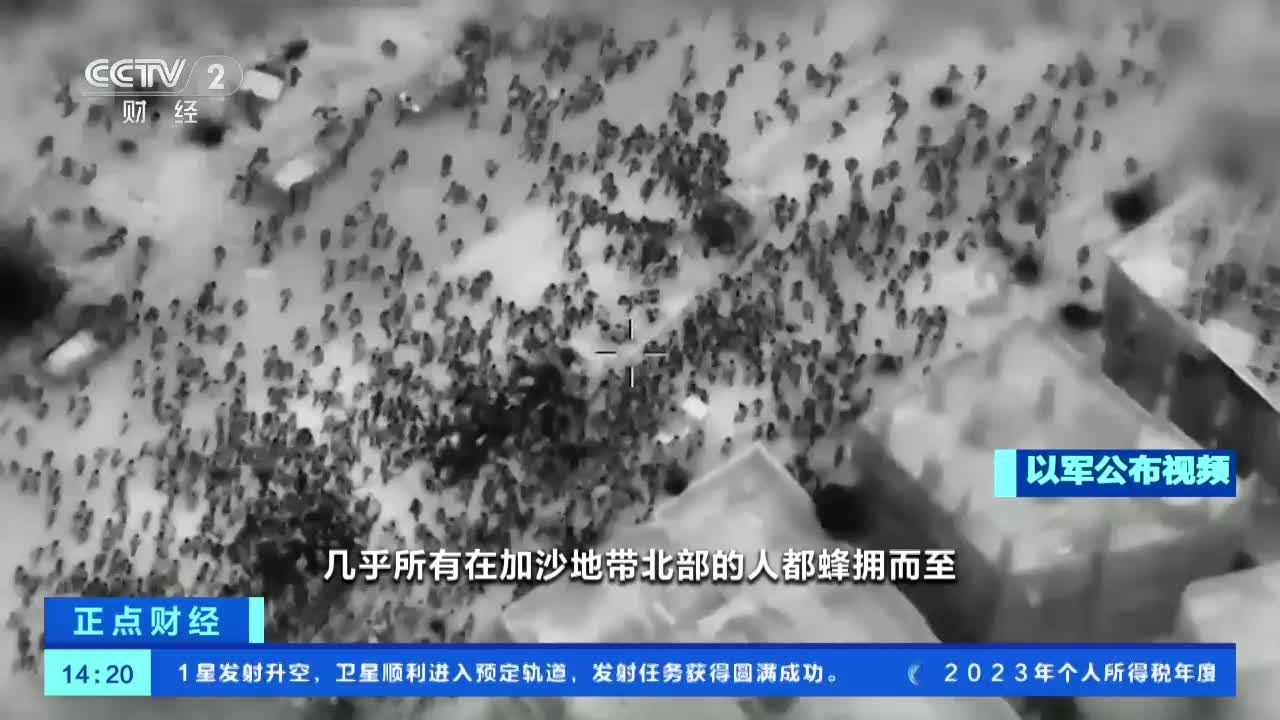 CCTV 2
财经
以军公布视频
几乎所有在加沙地带北部的人都蜂拥而至
正点财经
14:20
1星发射升空，卫星顺利进入预定轨道，发射任务获得圆满成功。
2023年个人所得税年度